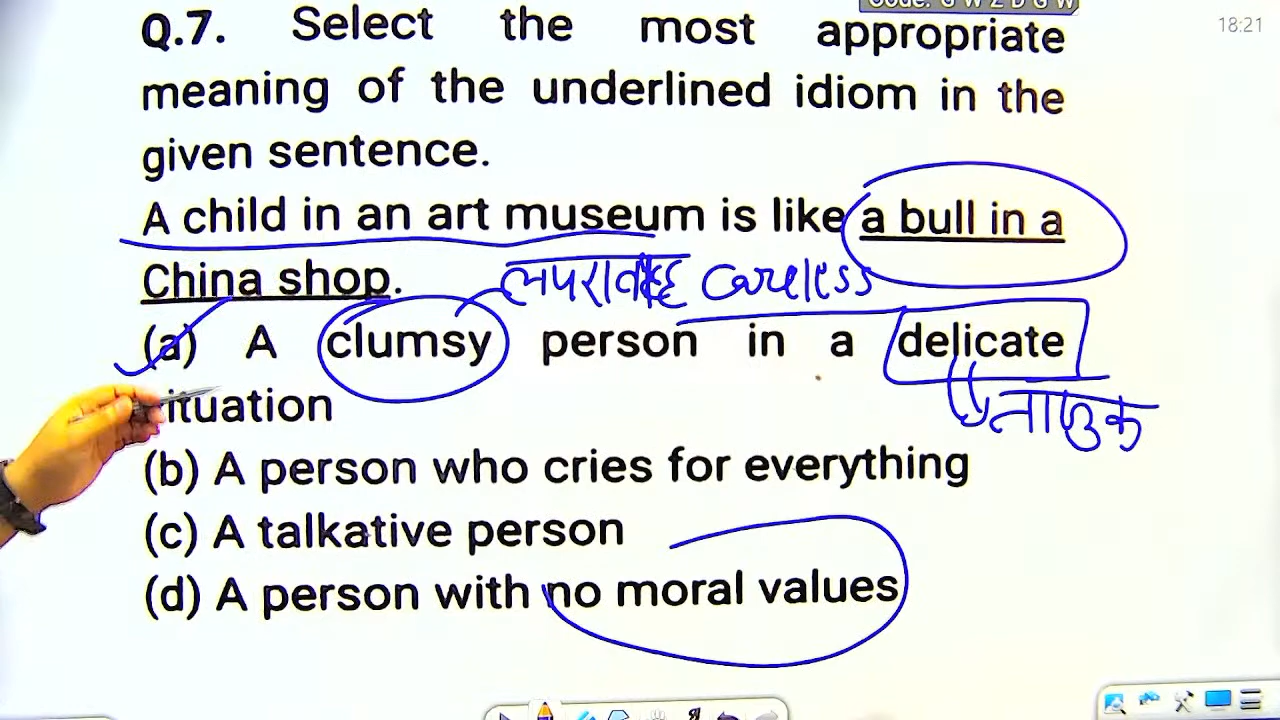 Code: G W Z D G W
18:21
Q.7. Select the most appropriate
meaning of the underlined idiom in the
given sentence.
A child in an art museum is like a bull in a
China shop.
careless
(a) A clumsy person in a delicate
ituation
नाजुक
(b) A person who cries for everything
(c) A talkative person
(d) A person with no moral values